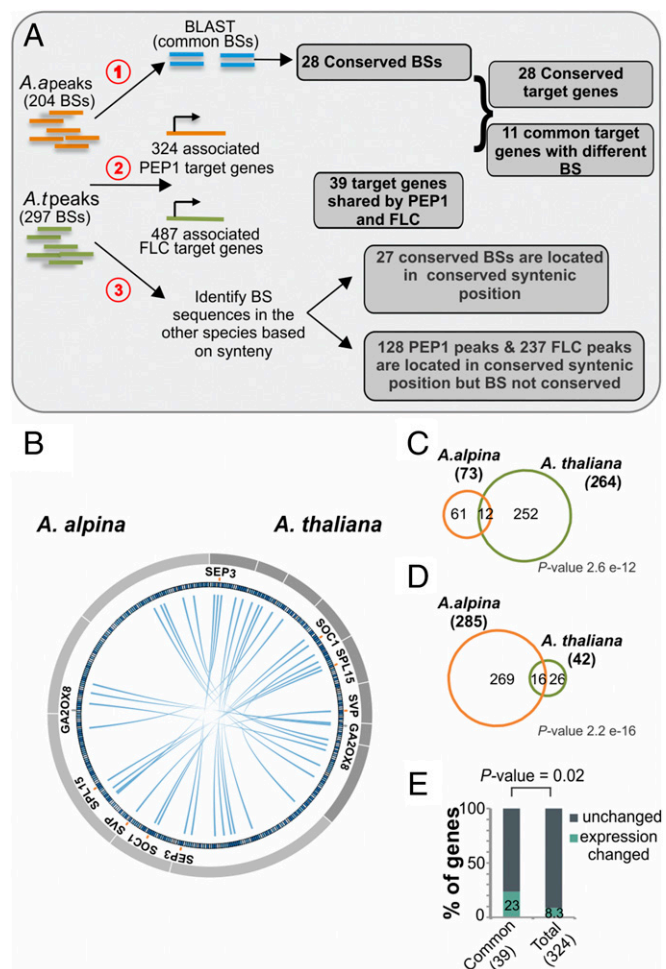 A
A.apeaks
(204 BSs)
A.tpeaks
(297 BSs)
1
BLAST
(common BSs)
28 Conserved BSs
28 Conserved
target genes
11 common target
genes with different
BS
2
324 associated
PEP1 target genes
487 associated
FLC target genes
39 target genes
shared by PEP1
and FLC
3
Identify BS
sequences in the
other species based
on synteny
27 conserved BSs are located
in conserved syntenic
position
128 PEP1 peaks & 237 FLC peaks
are located in conserved syntenic
position but BS not conserved
B
A. alpina
A. thaliana
SEP3
SOC1
SPL15
SVP
GA2OX8
GA2OX8
SPL15
SVP
SOC1
SEP3
C
A.alpina
(73)
A. thaliana
(264)
61
12
252
P-value 2.6 e-12
D
A.alpina
(285)
A. thaliana
(42)
269
16
26
P-value 2.2 e-16
E
P-value = 0.02
% of genes
100
50
0
23
8.3
Common
(39)
Total
(324)
unchanged
expression
changed